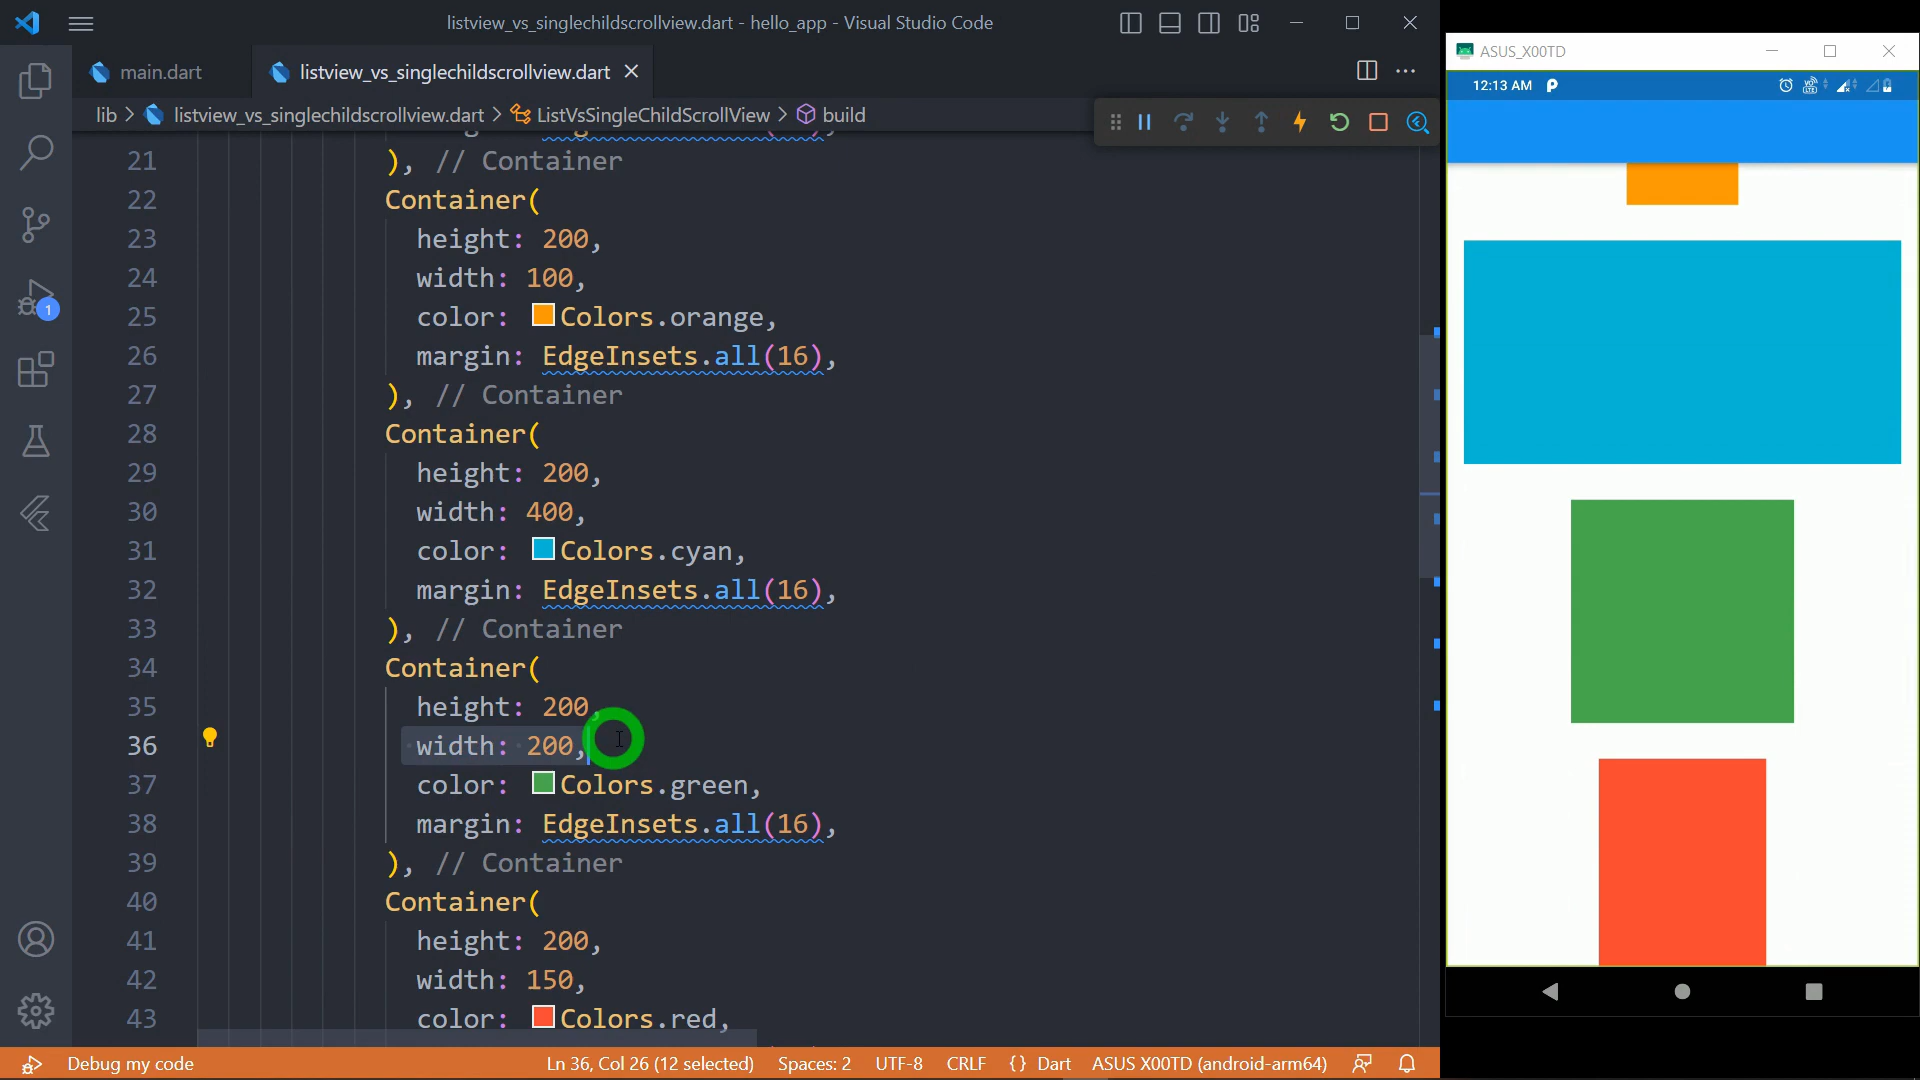 listview_vs_singlechildscrollview.dart - hello_app - Visual Studio Code
main.dart
listview_vs_singlechildscrollview.dart
lib > listview_vs_singlechildscrollview.dart > ListVsSingleChildScrollView > build
21 ), // Container
22 Container(
23 height: 200,
24 width: 100,
25 color: Colors.orange,
26 margin: EdgeInsets.all(16),
27 ), // Container
28 Container(
29 height: 200,
30 width: 400,
31 color: Colors.cyan,
32 margin: EdgeInsets.all(16),
33 ), // Container
34 Container(
35 height: 200,
36 width: 200,
37 color: Colors.green,
38 margin: EdgeInsets.all(16),
39 ), // Container
40 Container(
41 height: 200,
42 width: 150,
43 color: Colors.red,
1
Debug my code
Ln 36, Col 26 (12 selected)
Spaces: 2
UTF-8
CRLF
{} Dart
ASUS X00TD (android-arm64)
ASUS_X00TD
12:13 AM